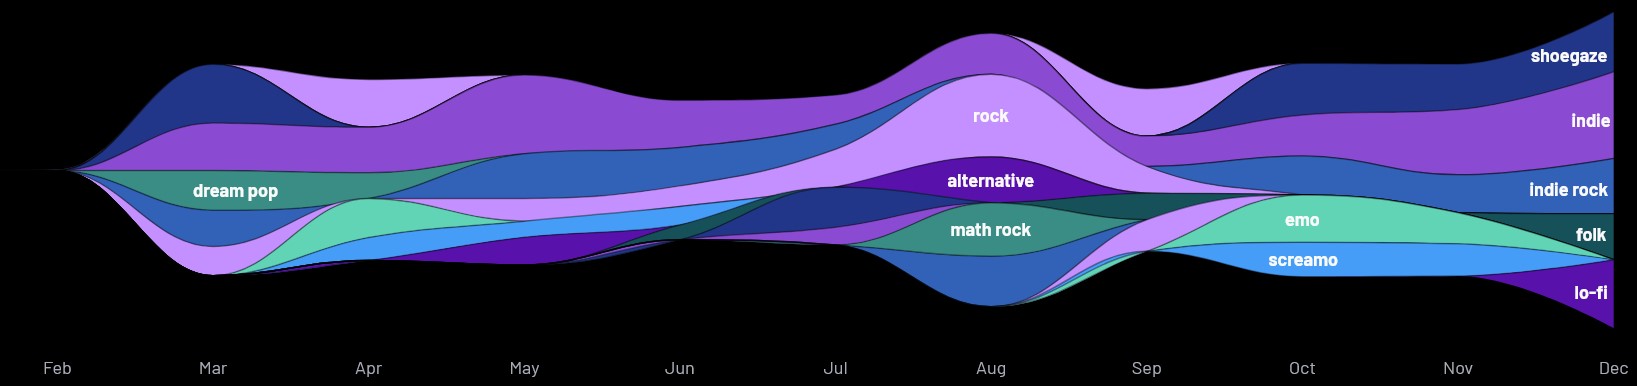 shoegaze
rock
indie
alternative
dream pop
indie rock
emo
math rock
folk
screamo
lo-fi
Feb Mar Apr May Jun Jul Aug Sep Oct Nov Dec